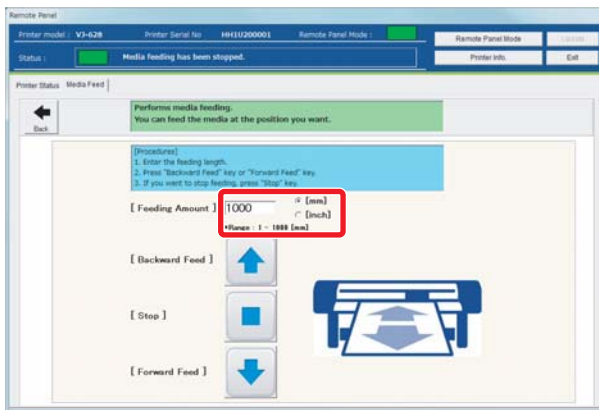 Remote Panel
Printer model : VJ-628 Printer Serial No HH1U200001 Remote Panel Mode : Remote Panel Mode
Status : Media feeding has been stopped. Printer Info. Exit
Printer Status Media Feed
Back
Performs media feeding.
You can feed the media at the position you want.
[Procedures]
1. Enter the feeding length.
2. Press "Backward Feed" key or "Forward Feed" key.
3. If you want to stop feeding, press "Stop" key.
[ Feeding Amount ] 1000 [mm]
[inch]
[mm]
[ Backward Feed ]
[ Stop ]
[ Forward Feed ]